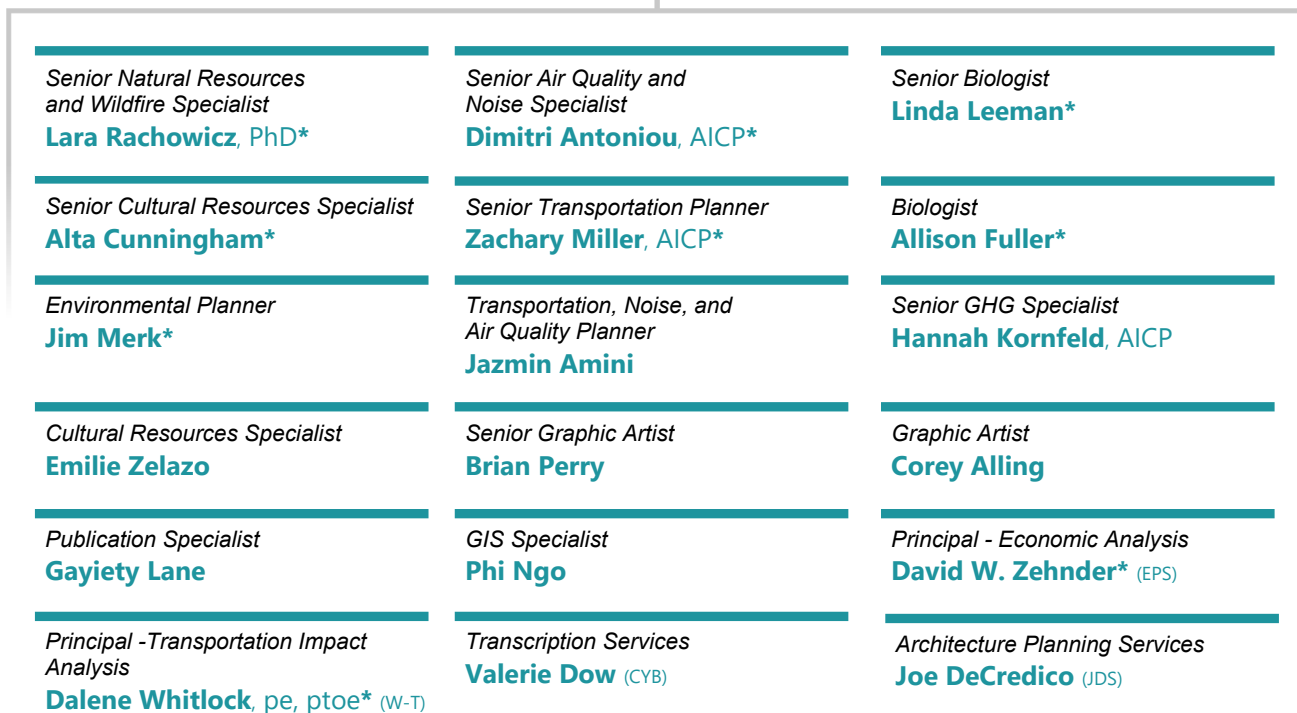 Senior Natural Resources
and Wildfire Specialist
Lara Rachowicz, PhD*
Senior Air Quality and
Noise Specialist
Dimitri Antoniou, AICP*
Senior Biologist
Linda Leeman*
Senior Cultural Resources Specialist
Alta Cunningham*
Senior Transportation Planner
Zachary Miller, AICP*
Biologist
Allison Fuller*
Environmental Planner
Jim Merk*
Transportation, Noise, and
Air Quality Planner
Jazmin Amini
Senior GHG Specialist
Hannah Kornfeld, AICP
Cultural Resources Specialist
Emilie Zelazo
Senior Graphic Artist
Brian Perry
Graphic Artist
Corey Alling
Publication Specialist
Gayiety Lane
GIS Specialist
Phi Ngo
Principal - Economic Analysis
David W. Zehnder* (EPS)
Principal -Transportation Impact
Analysis
Dalene Whitlock, pe, ptoe* (W-T)
Transcription Services
Valerie Dow (CYB)
Architecture Planning Services
Joe DeCredico (JDS)